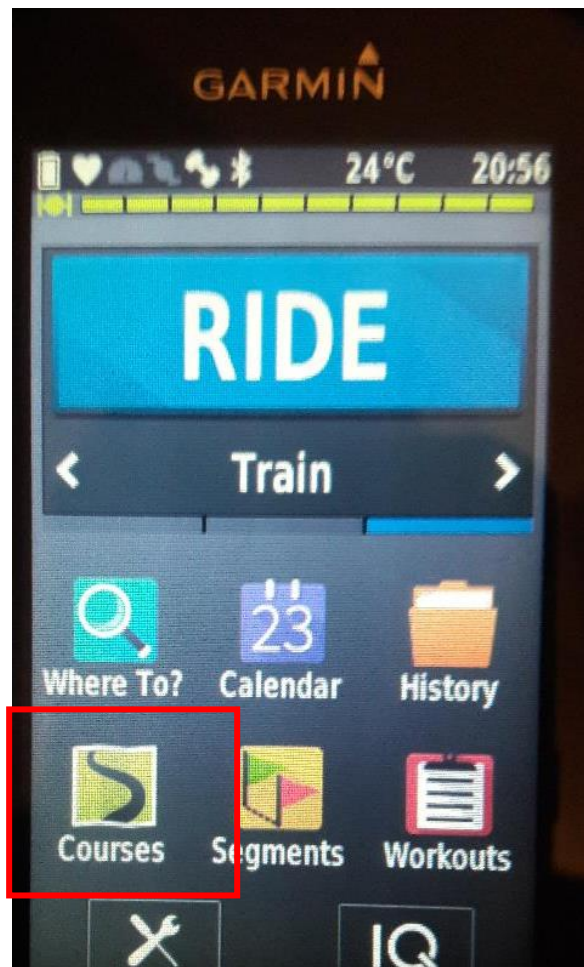 GARMIN
24°C 20:56
RIDE
Train
Where To? Calendar History
23
Courses Segments Workouts
IQ